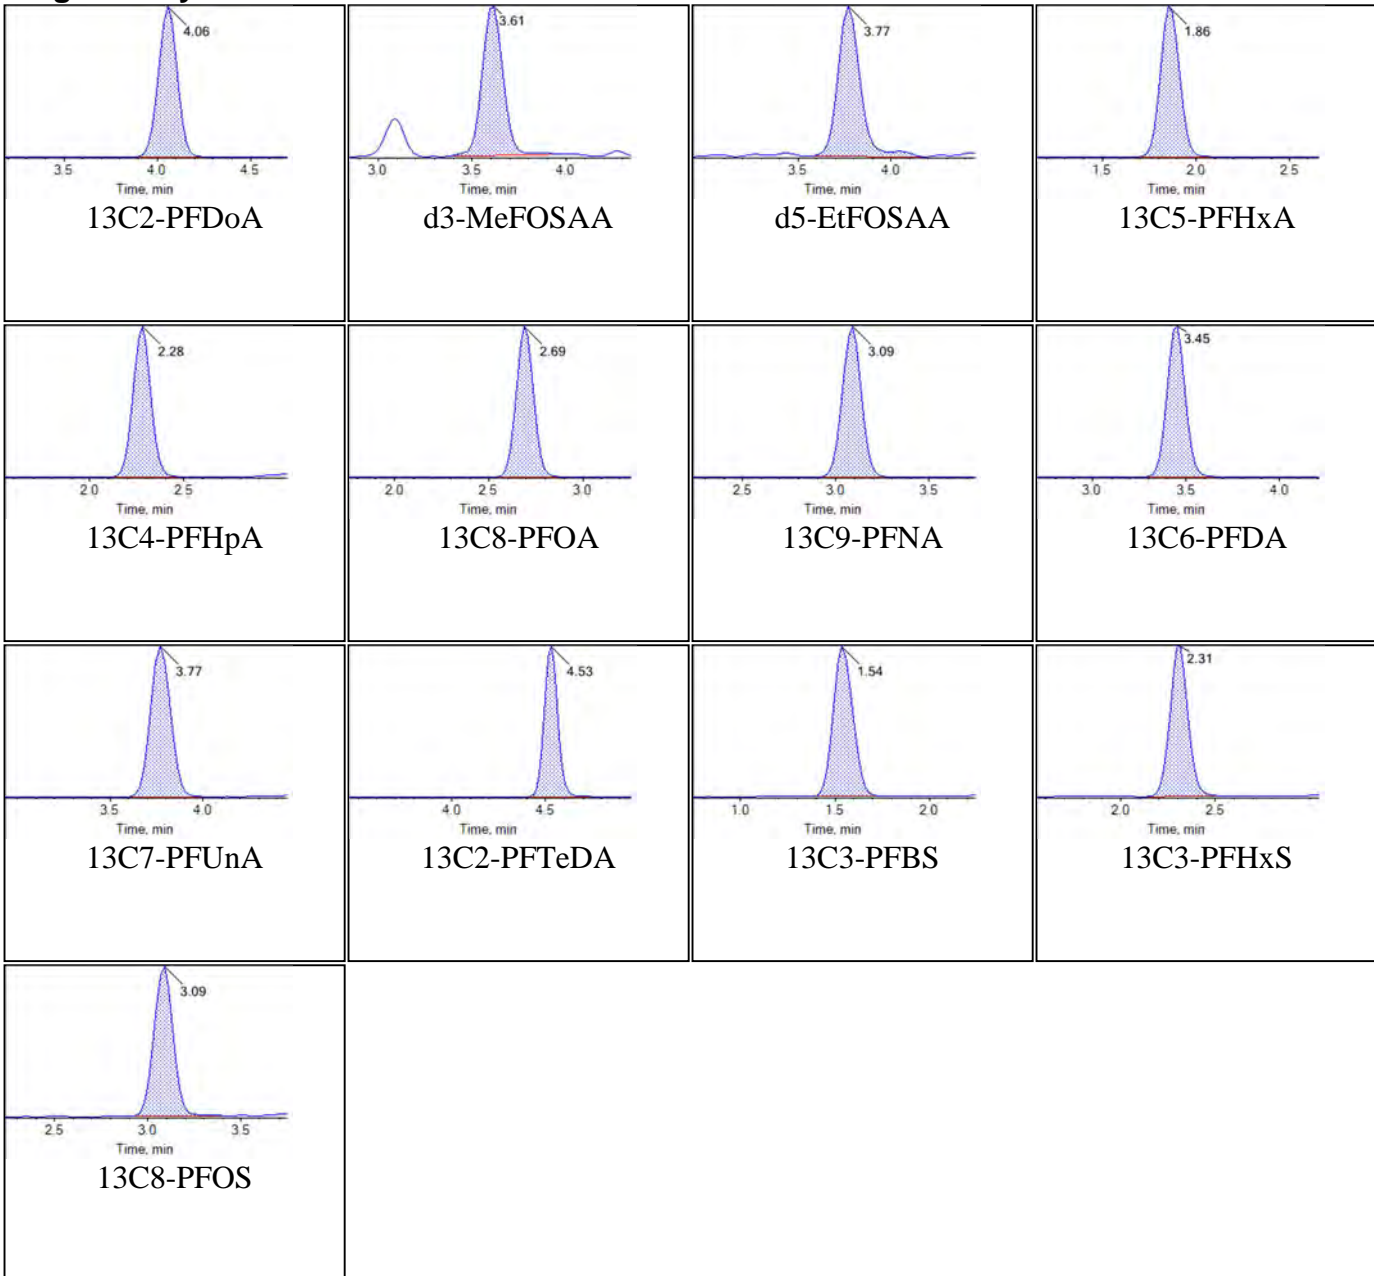 4.06
3.5 4.0 4.5
Time, min
13C2-PFDoA
3.61
3.0 3.5 4.0
Time, min
d3-MeFOSAA
3.77
3.5 4.0
Time, min
d5-EtFOSAA
1.86
1.5 2.0 2.5
Time, min
13C5-PFHxA
2.28
2.0 2.5
Time, min
13C4-PFHpA
2.69
2.0 2.5 3.0
Time, min
13C8-PFOA
3.09
2.5 3.0 3.5
Time, min
13C9-PFNA
3.45
3.0 3.5 4.0
Time, min
13C6-PFDA
3.77
3.5 4.0
Time, min
13C7-PFUnA
4.53
4.0 4.5
Time, min
13C2-PFTeDA
1.54
1.0 1.5 2.0
Time, min
13C3-PFBS
2.31
2.0 2.5
Time, min
13C3-PFHxS
3.09
2.5 3.0 3.5
Time, min
13C8-PFOS